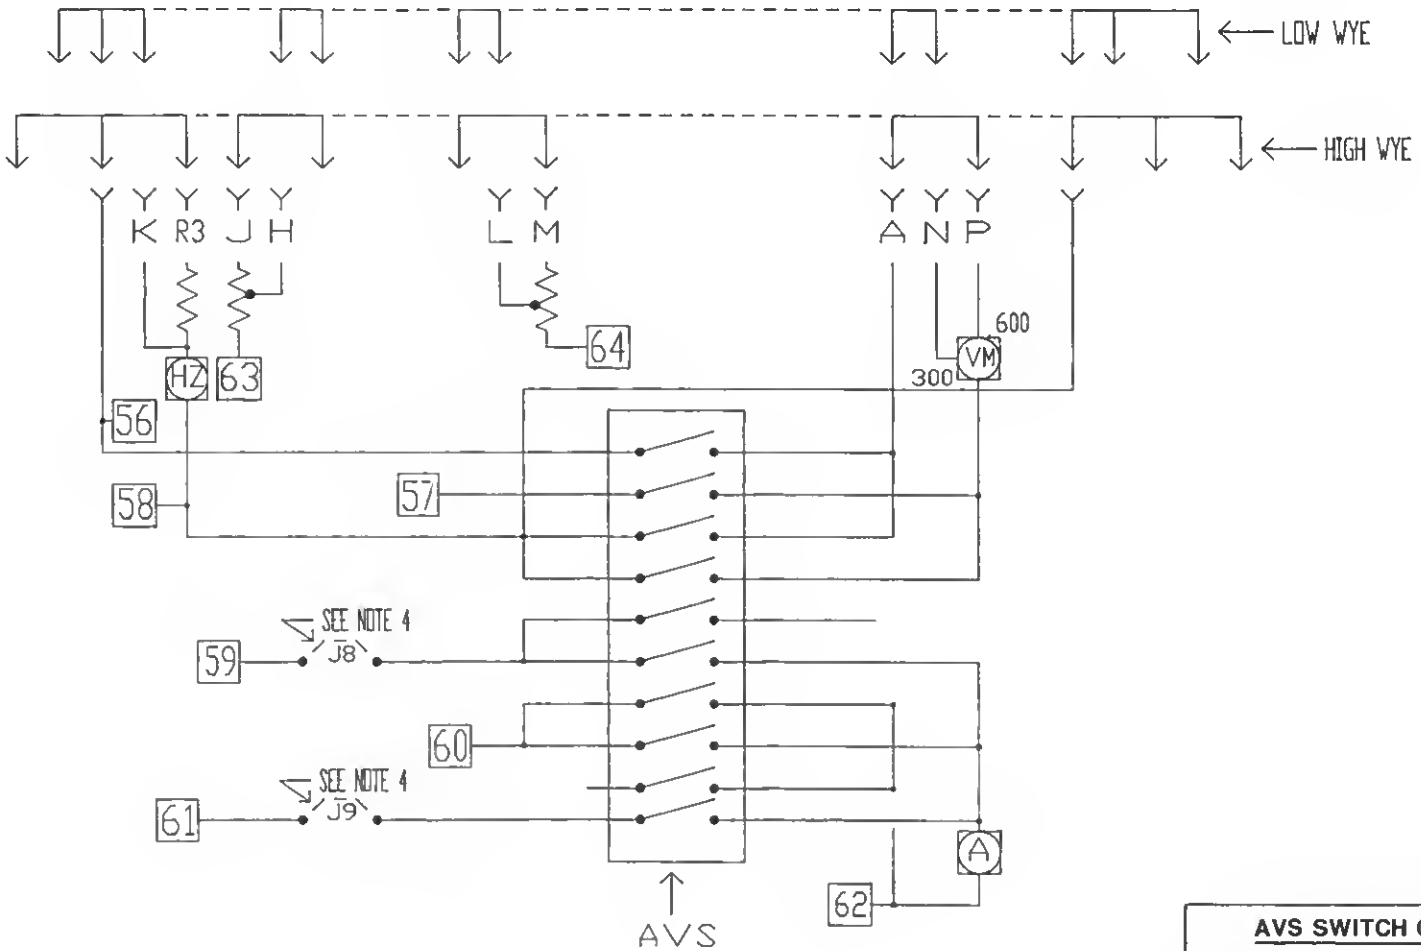 LOW WYE
HIGH WYE
K R3 J H L M A N P
600
64
VM
HZ 63
300
56
57
58
SEE NOTE 4
J8
59
60
SEE NOTE 4
J9
61
A
62
AVS
AVS SWITCH